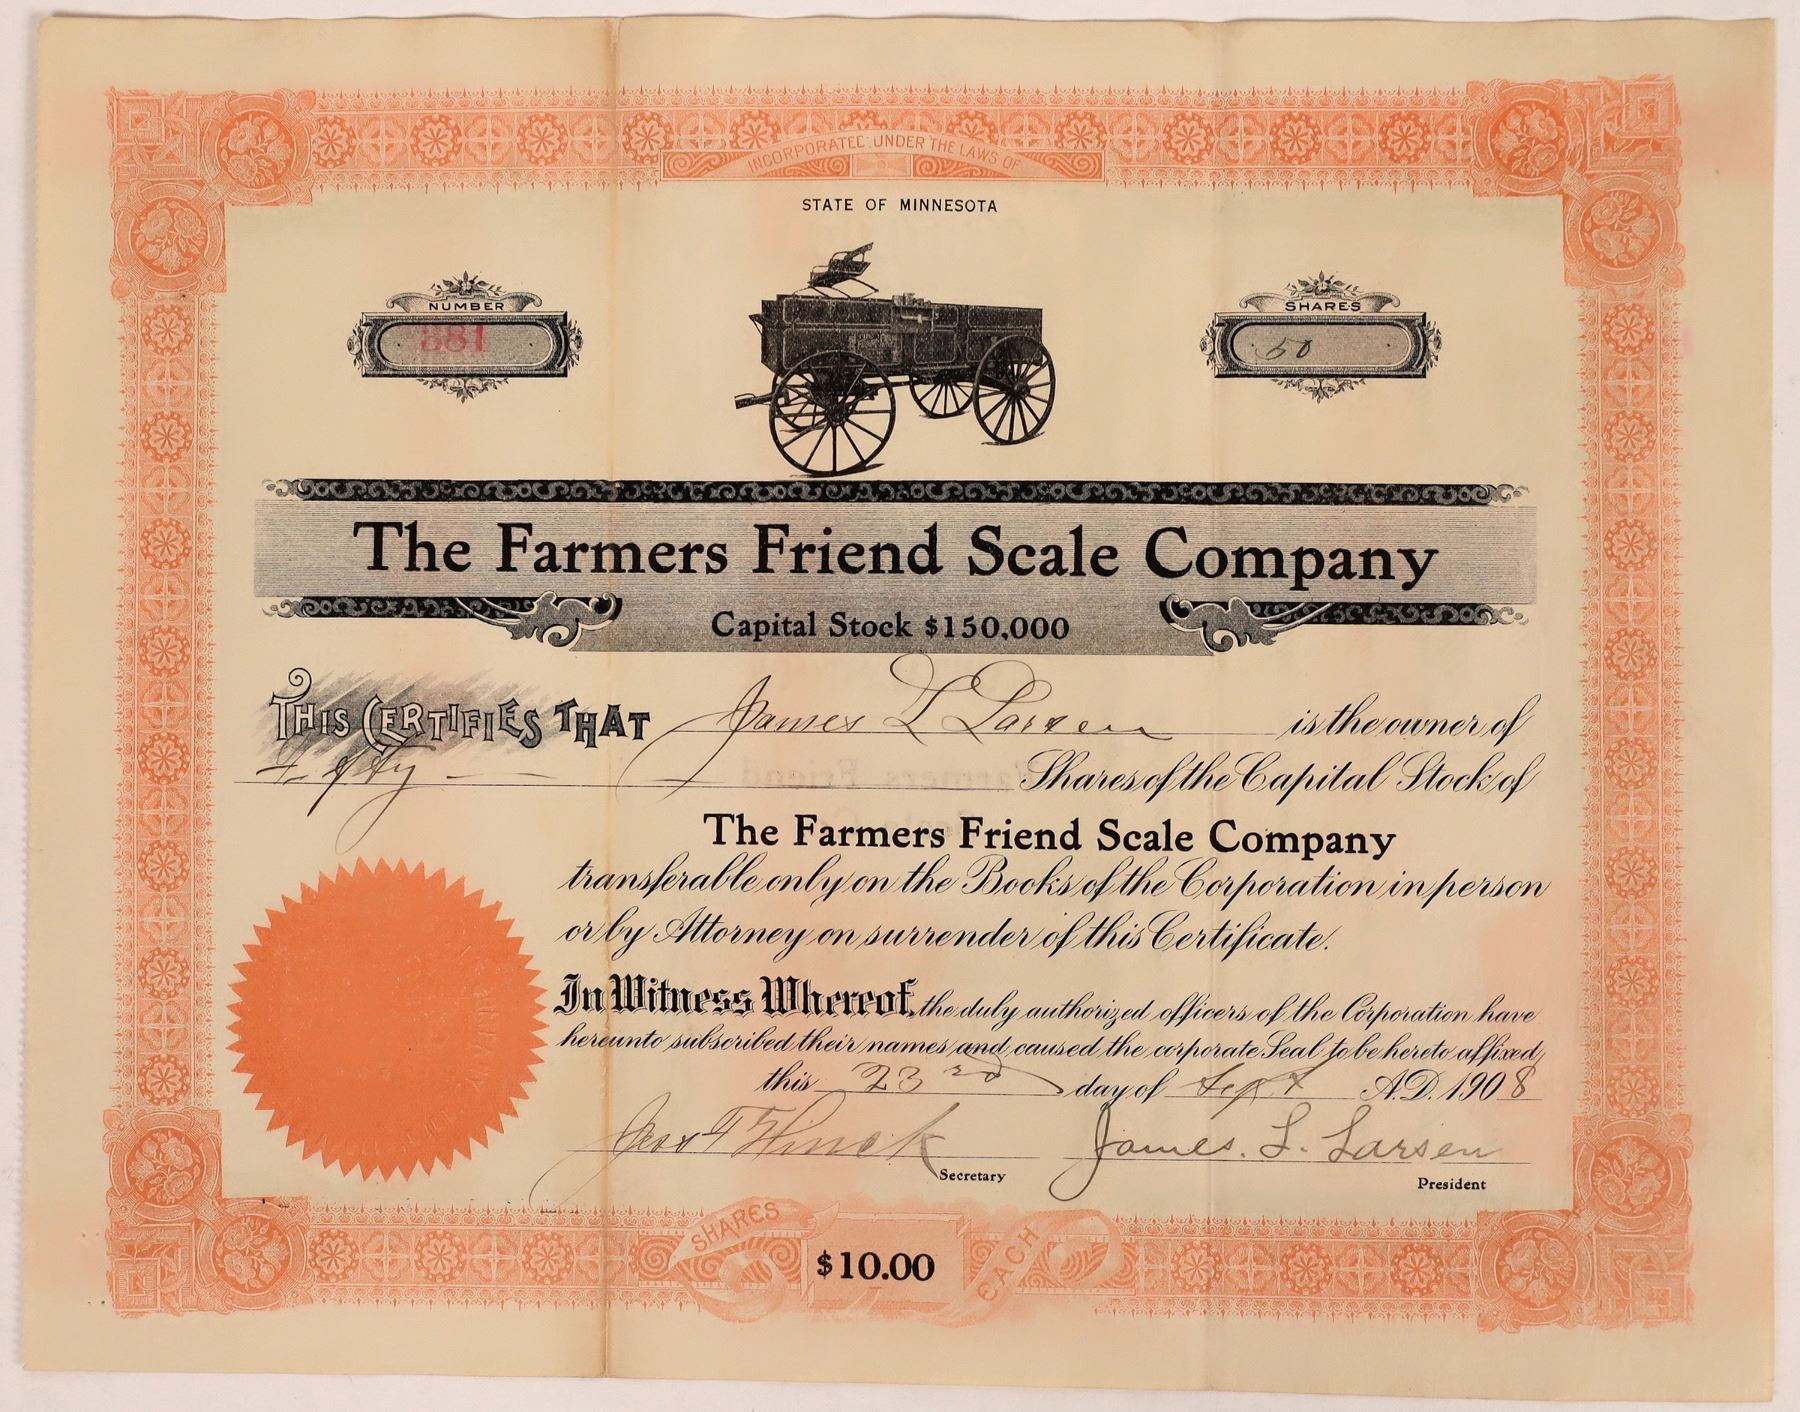 INCORPORATED UNDER THE LAWS OF
STATE OF MINNESOTA
NUMBER
881
SHARES
50
The Farmers Friend Scale Company
Capital Stock $150,000
THIS CERTIFIES THAT James L Larsen is the owner of
Fifty Shares of the Capital Stock of
The Farmers Friend Scale Company
transferable only on the Books of the Corporation in person
or by Attorney on surrender of this Certificate.
In Witness Whereof, the duly authorized officers of the Corporation have
hereunto subscribed their names and caused the corporate Seal to be hereto affixed
this 23rd day of Sept A.D. 1908
James. L. Larsen
Secretary
President
SHARES $10.00 EACH